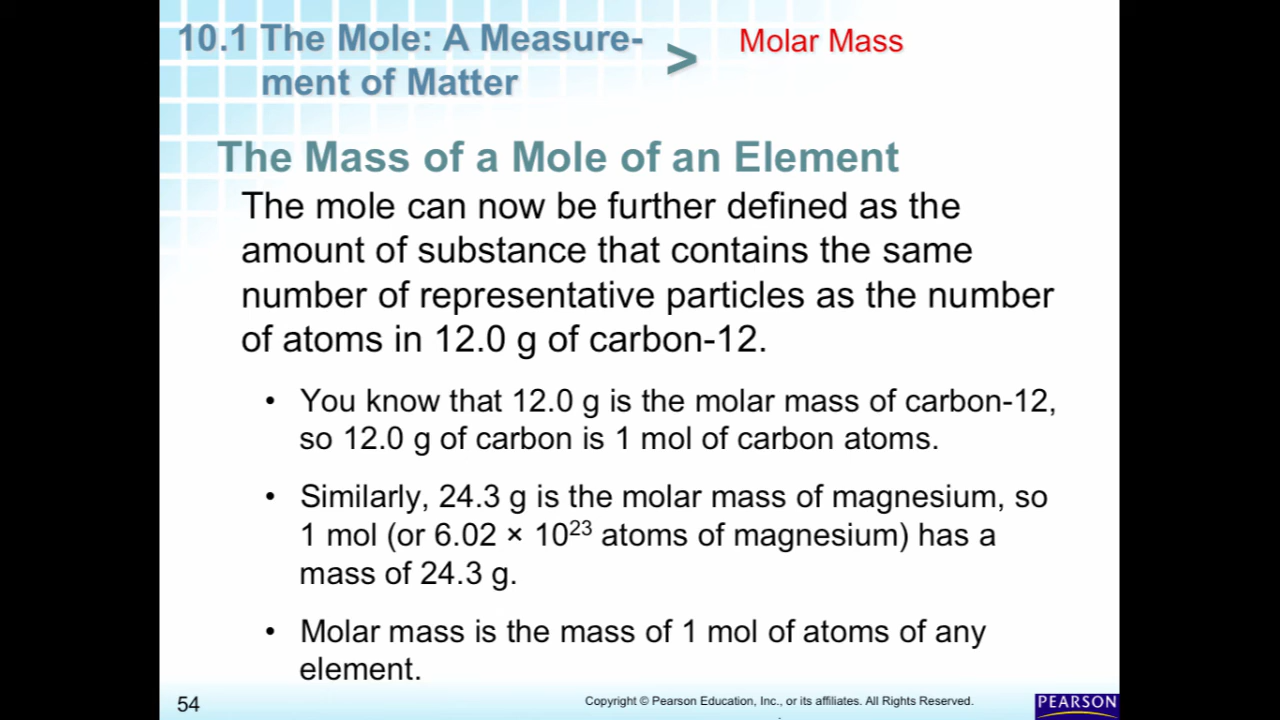 10.1 The Mole: A Measure-
ment of Matter
>
Molar Mass
The Mass of a Mole of an Element
The mole can now be further defined as the
amount of substance that contains the same
number of representative particles as the number
of atoms in 12.0 g of carbon-12.
• You know that 12.0 g is the molar mass of carbon-12,
so 12.0 g of carbon is 1 mol of carbon atoms.
• Similarly, 24.3 g is the molar mass of magnesium, so
1 mol (or 6.02 × 10²³ atoms of magnesium) has a
mass of 24.3 g.
• Molar mass is the mass of 1 mol of atoms of any
element.
54
Copyright © Pearson Education, Inc., or its affiliates. All Rights Reserved.
PEARSON